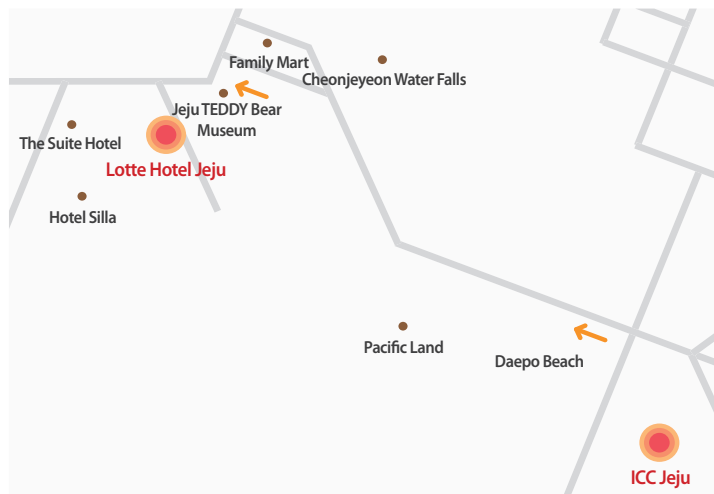 Family Mart
Cheonjeyeon Water Falls
Jeju TEDDY Bear
Museum
The Suite Hotel
Lotte Hotel Jeju
Hotel Silla
Pacific Land
Daepo Beach
ICC Jeju